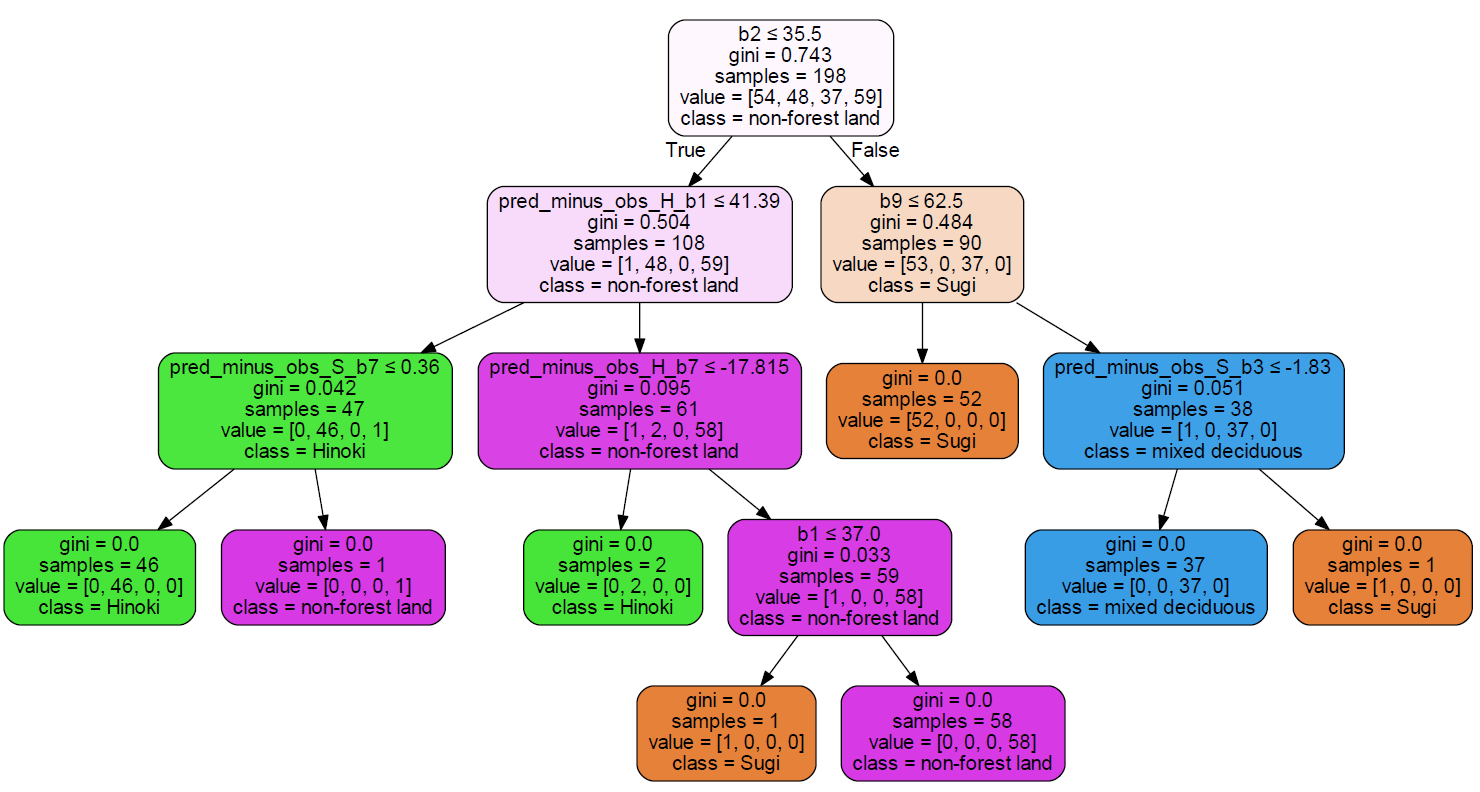 b2 ≤ 35.5
gini = 0.743
samples = 198
value = [54, 48, 37, 59]
class = non-forest land
True
False
pred_minus_obs_H_b1 ≤ 41.39
gini = 0.504
samples = 108
value = [1, 48, 0, 59]
class = non-forest land
b9 ≤ 62.5
gini = 0.484
samples = 90
value = [53, 0, 37, 0]
class = Sugi
pred_minus_obs_S_b7 ≤ 0.36
gini = 0.042
samples = 47
value = [0, 46, 0, 1]
class = Hinoki
pred_minus_obs_H_b7 ≤ -17.815
gini = 0.095
samples = 61
value = [1, 2, 0, 58]
class = non-forest land
gini = 0.0
samples = 52
value = [52, 0, 0, 0]
class = Sugi
pred_minus_obs_S_b3 ≤ -1.83
gini = 0.051
samples = 38
value = [1, 0, 37, 0]
class = mixed deciduous
gini = 0.0
samples = 46
value = [0, 46, 0, 0]
class = Hinoki
gini = 0.0
samples = 1
value = [0, 0, 0, 1]
class = non-forest land
gini = 0.0
samples = 2
value = [0, 2, 0, 0]
class = Hinoki
b1 ≤ 37.0
gini = 0.033
samples = 59
value = [1, 0, 0, 58]
class = non-forest land
gini = 0.0
samples = 37
value = [0, 0, 37, 0]
class = mixed deciduous
gini = 0.0
samples = 1
value = [1, 0, 0, 0]
class = Sugi
gini = 0.0
samples = 1
value = [1, 0, 0, 0]
class = Sugi
gini = 0.0
samples = 58
value = [0, 0, 0, 58]
class = non-forest land